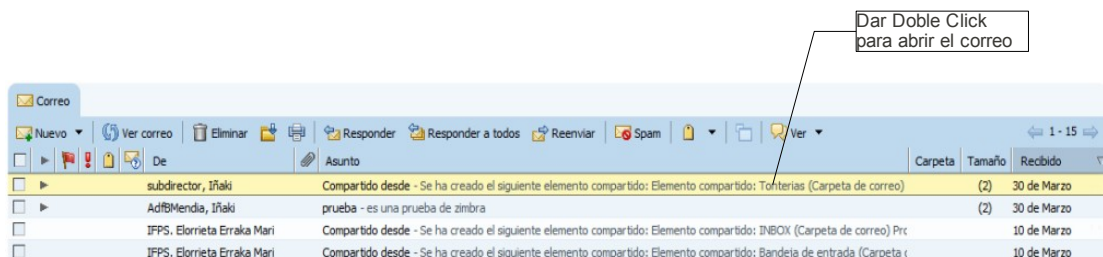 Dar Doble Click
para abrir el correo
Correo
Nuevo Ver correo Eliminar Responder Responder a todos Reenviar Spam Ver 1 - 15
De Asunto Carpeta Tamaño Recibido
subdirector, Iñaki Compartido desde - Se ha creado el siguiente elemento compartido: Elemento compartido: Tonterias (Carpeta de correo) (2) 30 de Marzo
AdfBMendia, Iñaki prueba - es una prueba de zimbra (2) 30 de Marzo
IFPS. Elorrieta Erraka Mari Compartido desde - Se ha creado el siguiente elemento compartido: Elemento compartido: INBOX (Carpeta de correo) Prc 10 de Marzo
IFPS. Elorrieta Erraka Mari Compartido desde - Se ha creado el siguiente elemento compartido: Elemento compartido: Bandeja de entrada (Carpeta 10 de Marzo